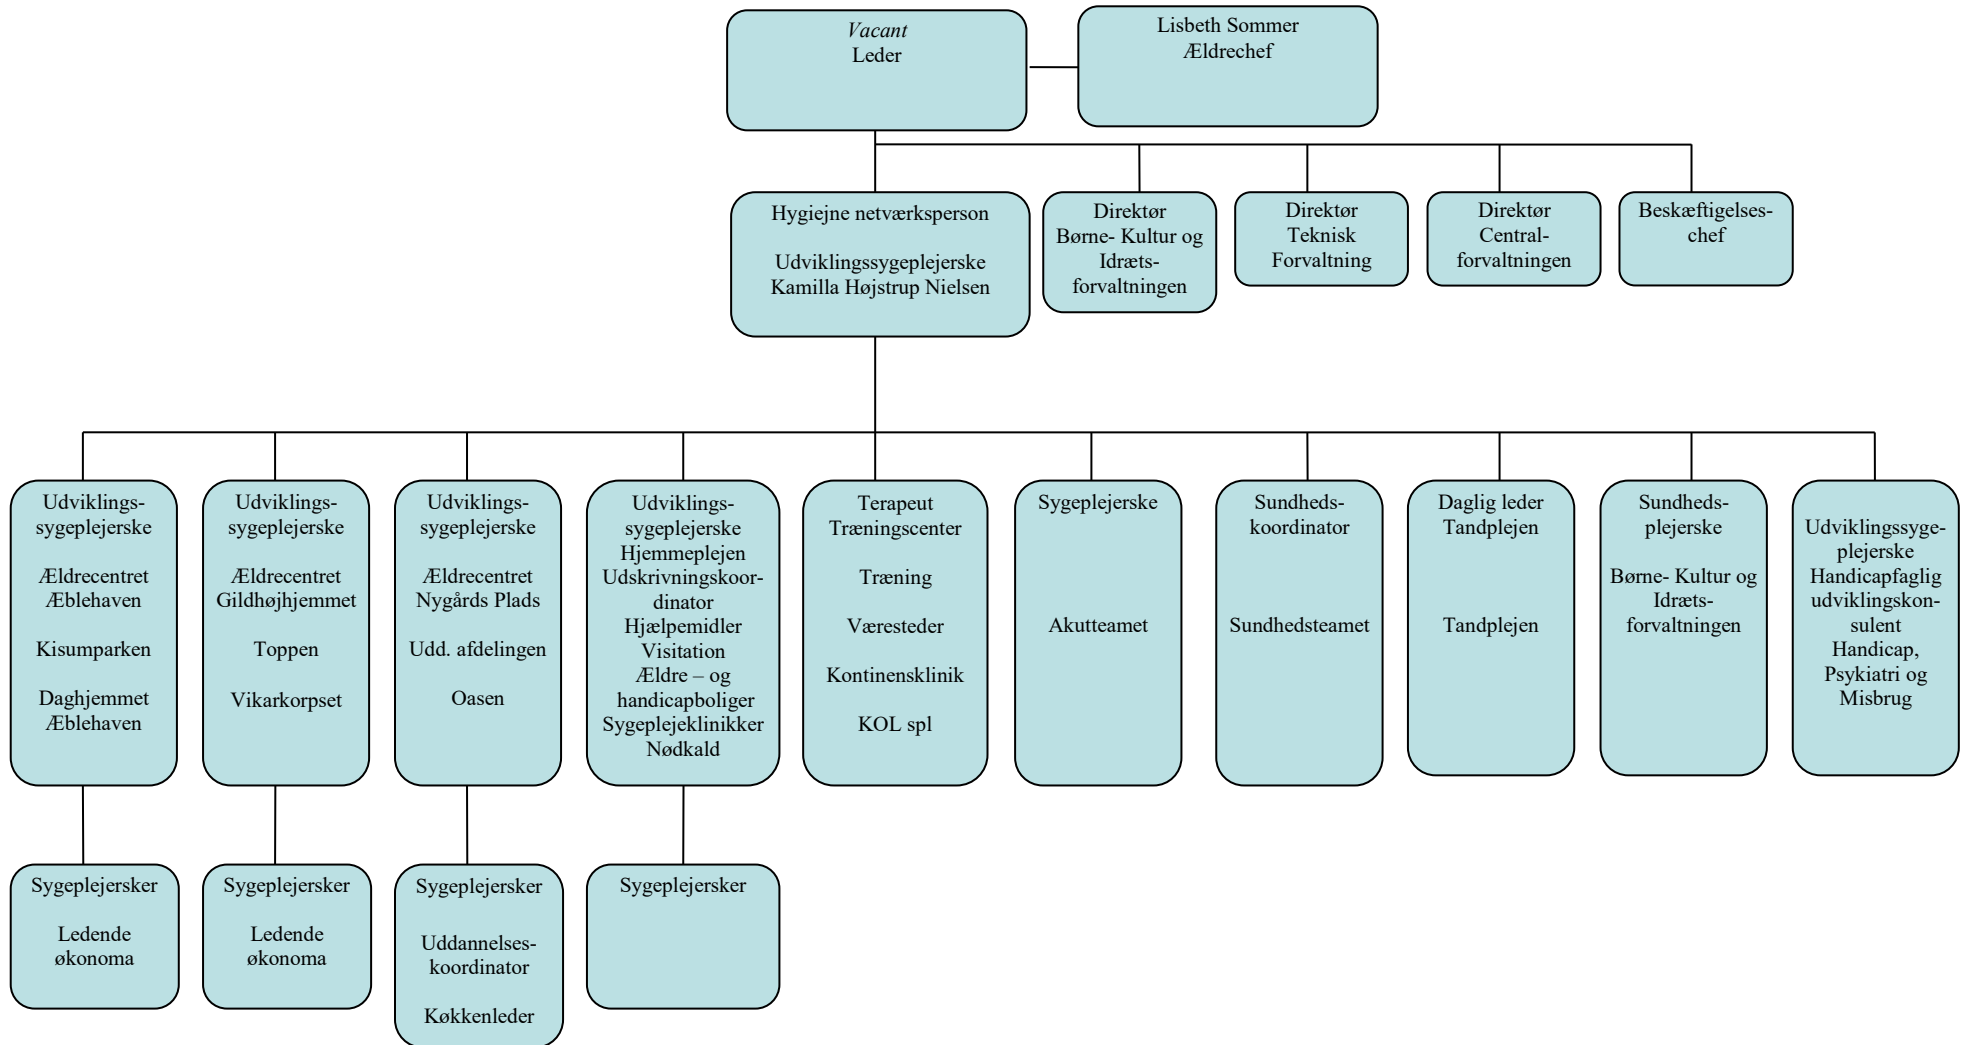 Vacant
Leder
Lisbeth Sommer
Ældrechef
Hygiejne netværksperson
Udviklingssygeplejerske
Kamilla Højstrup Nielsen
Direktør
Børne- Kultur og
Idræts-
forvaltningen
Direktør
Teknisk
Forvaltning
Direktør
Central-
forvaltningen
Beskæftigelses-
chef
Udviklings-
sygeplejerske
Ældrecentret
Æblehaven
Kisumparken
Daghjemmet
Æblehaven
Udviklings-
sygeplejerske
Ældrecentret
Gildhøjhjemmet
Toppen
Vikarkorpset
Udviklings-
sygeplejerske
Ældrecentret
Nygårds Plads
Udd. afdelingen
Oasen
Udviklings-
sygeplejerske
Hjemmeplejen
Udskrivningskoor-
dinator
Hjælpemidler
Visitation
Ældre – og
handicapboliger
Sygeplejeklinikker
Nødkald
Terapeut
Træningscenter
Træning
Væresteder
Kontinensklinik
KOL spl
Sygeplejerske
Akutteamet
Sundheds-
koordinator
Sundhedsteamet
Daglig leder
Tandplejen
Tandplejen
Sundheds-
plejerske
Børne- Kultur og
Idræts-
forvaltningen
Udviklingssyge-
plejerske
Handicapfaglig
udviklingskon-
sulent
Handicap,
Psykiatri og
Misbrug
Sygeplejersker
Ledende
økonoma
Sygeplejersker
Ledende
økonoma
Sygeplejersker
Uddannelses-
koordinator
Køkkenleder
Sygeplejersker